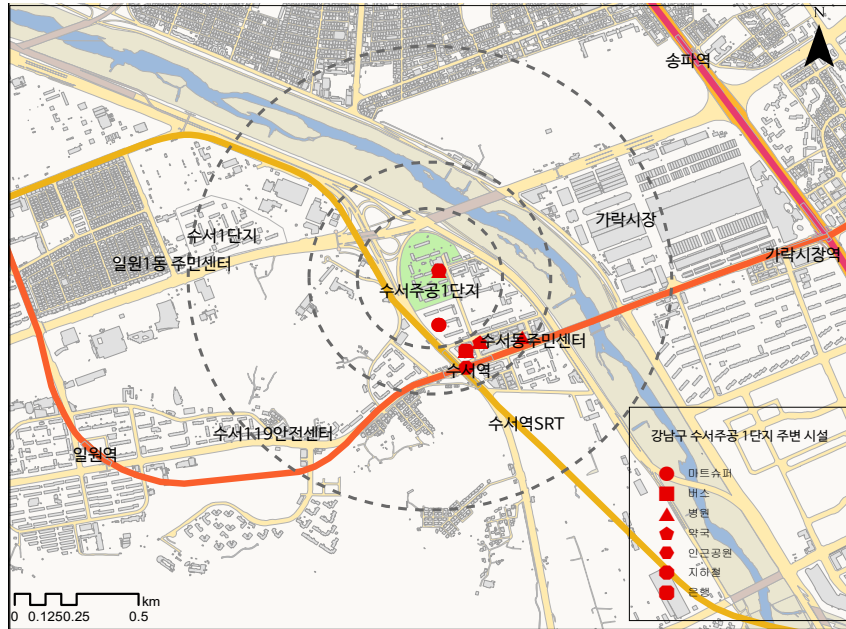 N
송파역
가락시장
수서1단지
가락시장역
일원1동 주민센터
수서주공1단지
수서동주민센터
수서역
수서역SRT
수서119안전센터
일원역
강남구 수서주공 1단지 주변 시설
마트슈퍼
버스
병원
약국
인근공원
지하철
은행
km
0 0.1250.25 0.5